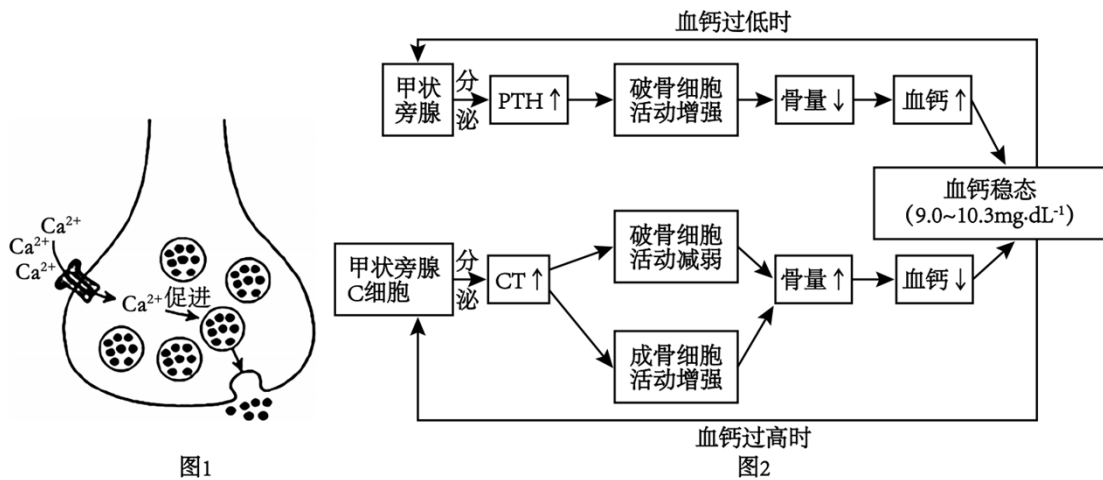 Ca²⁺
Ca²⁺
Ca²⁺
Ca²⁺
促进
图1
血钙过低时
甲状
旁腺
分
泌
PTH↑
破骨细胞
活动增强
骨量↓
血钙↑
血钙稳态
(9.0~10.3mg·dL⁻¹)
甲状旁腺
C细胞
分
泌
CT↑
破骨细胞
活动减弱
成骨细胞
活动增强
骨量↑
血钙↓
血钙过高时
图2